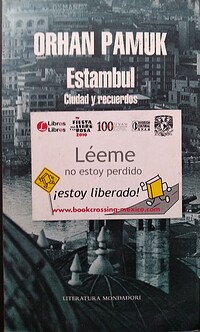 ORHAN PAMUK
Estambul
Ciudad y recuerdos
Libros Libres
FIESTA DEL LIBRO Y LA ROSA 2010
100
Léeme
no estoy perdido
¡estoy liberado!
www.bookcrossing-mexico.com
LITERATURA MONDADORI